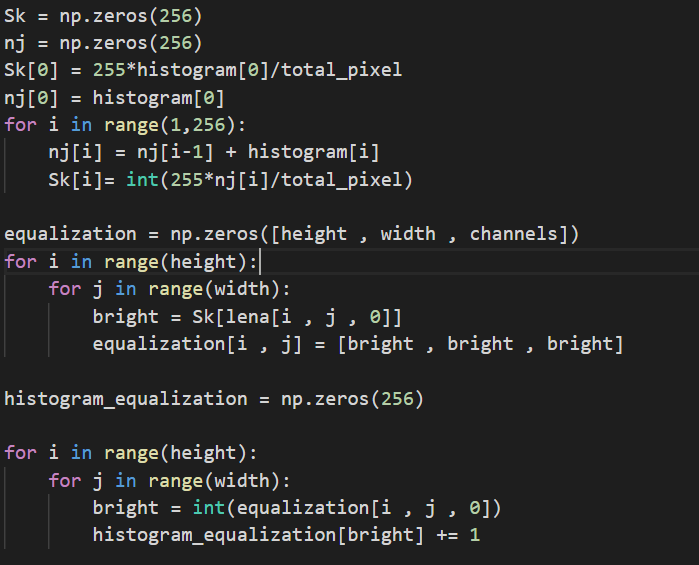 Sk = np.zeros(256)
nj = np.zeros(256)
Sk[0] = 255*histogram[0]/total_pixel
nj[0] = histogram[0]
for i in range(1,256):
    nj[i] = nj[i-1] + histogram[i]
    Sk[i]= int(255*nj[i]/total_pixel)

equalization = np.zeros([height , width , channels])
for i in range(height):
    for j in range(width):
        bright = Sk[lena[i , j , 0]]
        equalization[i , j] = [bright , bright , bright]

histogram_equalization = np.zeros(256)

for i in range(height):
    for j in range(width):
        bright = int(equalization[i , j , 0])
        histogram_equalization[bright] += 1